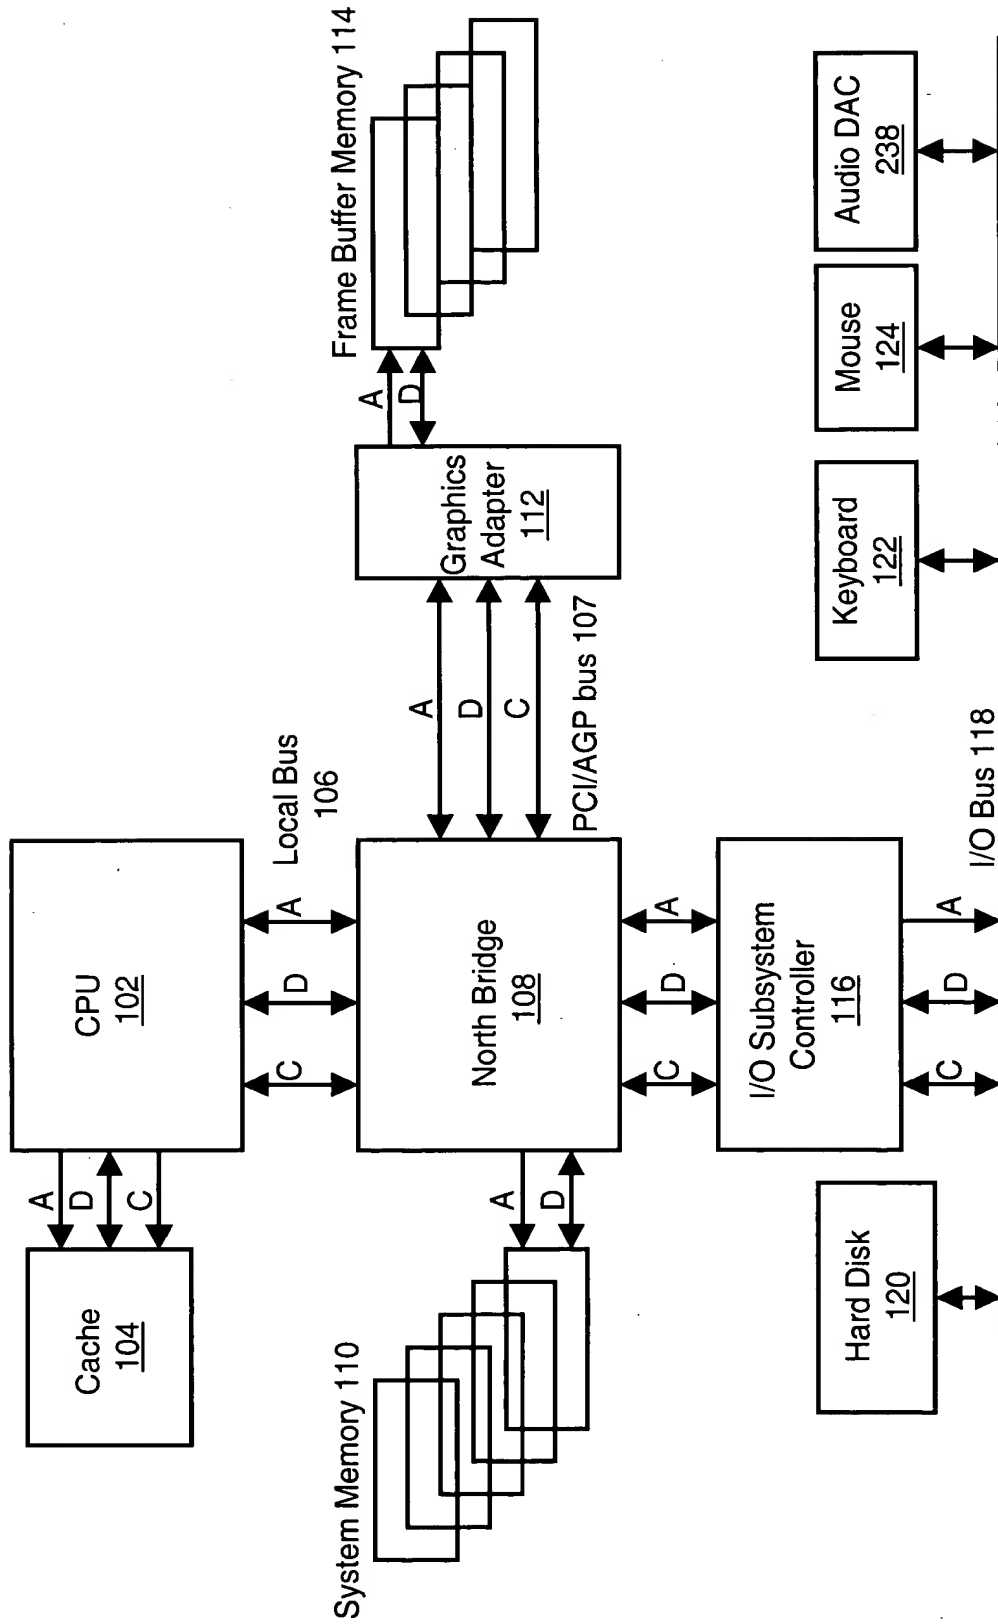 Cache
104
A
D
C
CPU
102
C
D
A
Local Bus
106
System Memory 110
A
D
North Bridge
108
A
D
C
PCI/AGP bus 107
Graphics
Adapter
112
A
D
Frame Buffer Memory 114
C
D
A
I/O Subsystem
Controller
116
C
D
A
I/O Bus 118
Hard Disk
120
Keyboard
122
Mouse
124
Audio DAC
238